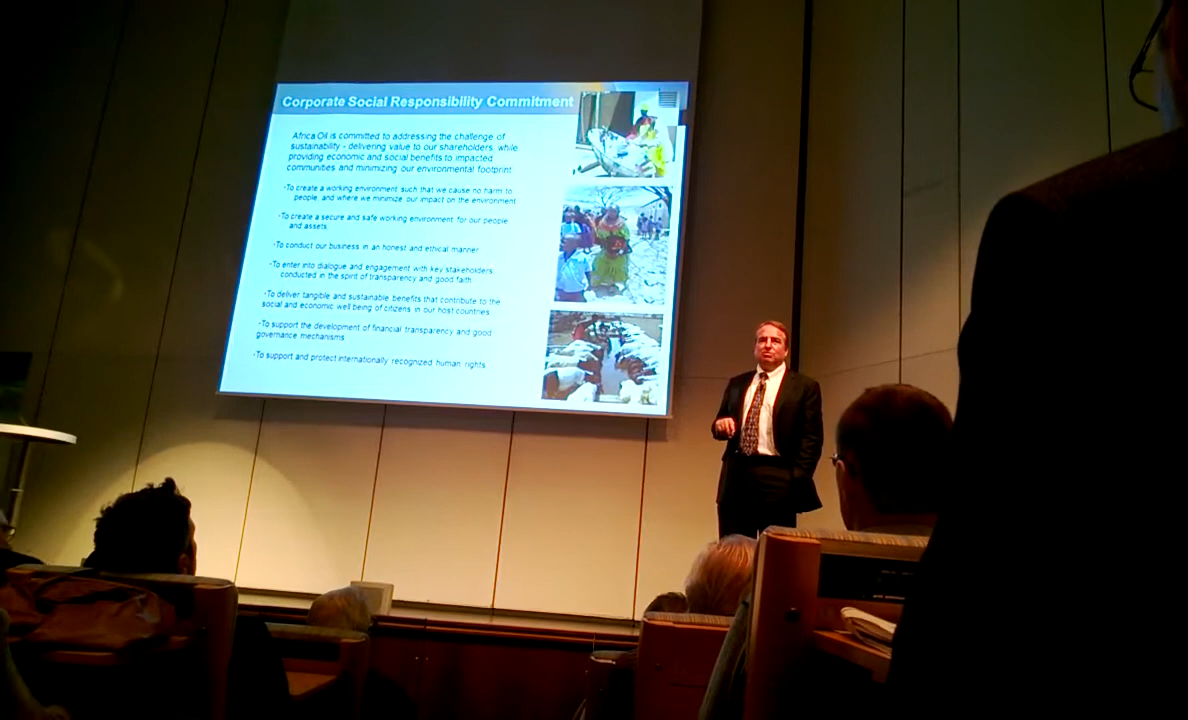 Corporate Social Responsibility Commitment
Africa Oil is committed to addressing the challenge of
sustainability - delivering value to our shareholders, while
providing economic and social benefits to impacted
communities and minimizing our environmental footprint
-To create a working environment such that we cause no harm to
people, and where we minimize our impact on the environment
-To create a secure and safe working environment for our people
and assets
-To conduct our business in an honest and ethical manner
-To enter into dialogue and engagement with key stakeholders,
conducted in the spirit of transparency and good faith
-To deliver tangible and sustainable benefits that contribute to the
social and economic well being of citizens in our host countries
-To support the development of financial transparency and good
governance mechanisms
-To support and protect internationally recognized human rights